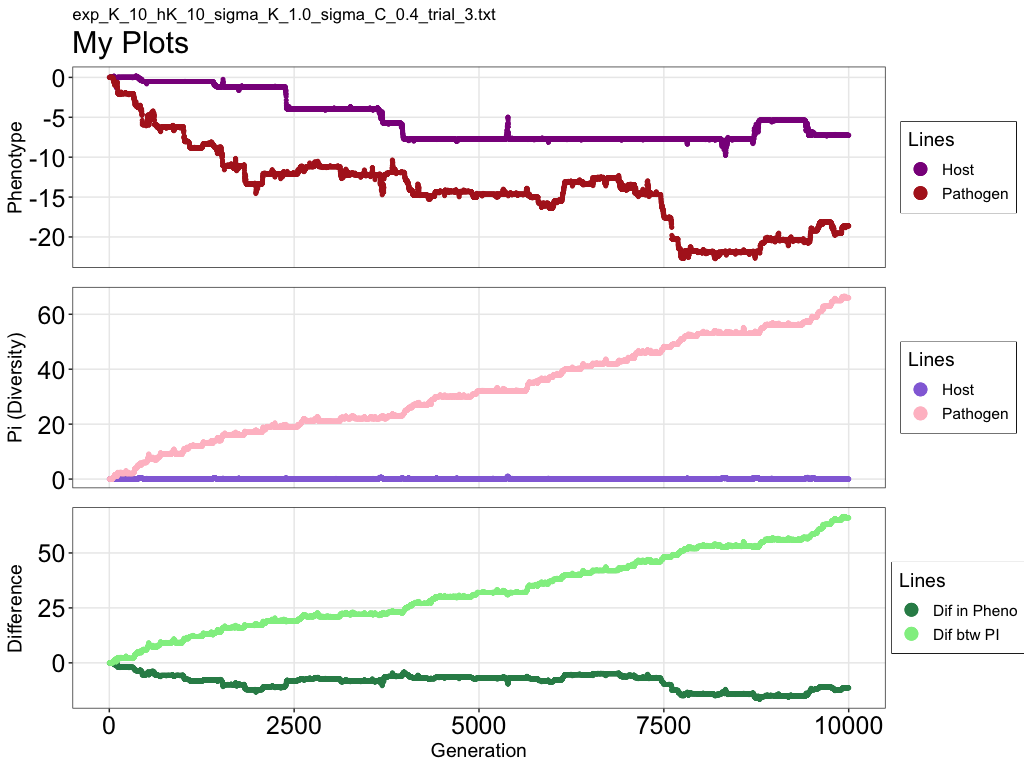 exp_K_10_hK_10_sigma_K_1.0_sigma_C_0.4_trial_3.txt
My Plots
Phenotype
0
-5
-10
-15
-20
Lines
Host
Pathogen
Pi (Diversity)
60
40
20
0
Lines
Host
Pathogen
Difference
50
25
0
Lines
Dif in Pheno
Dif btw PI
0 2500 5000 7500 10000
Generation